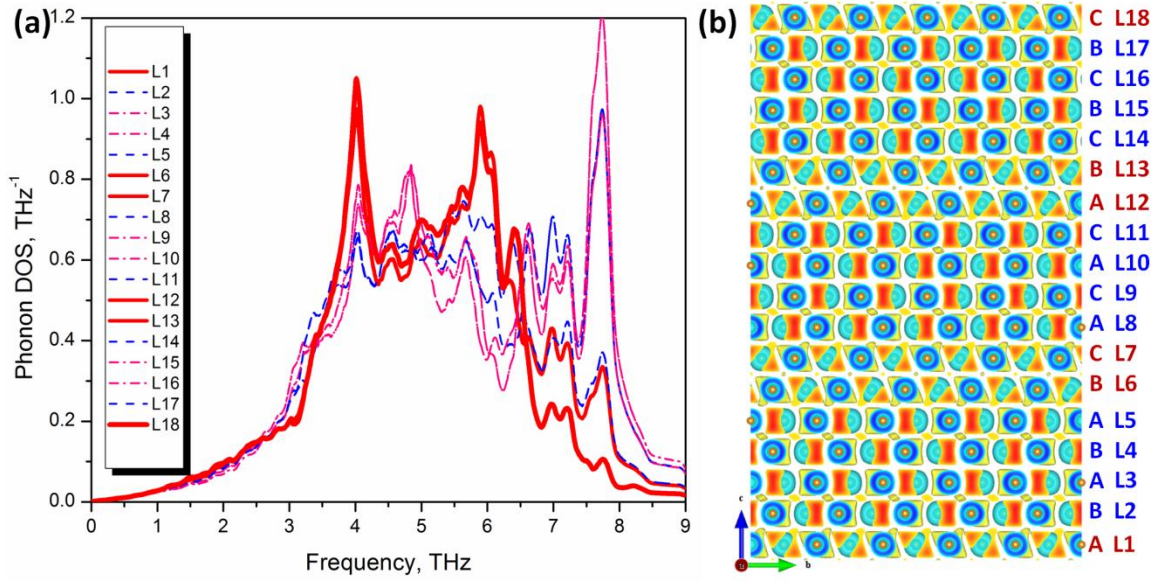 (a)
Phonon DOS, THz-1
1.2
1.0
0.8
0.6
0.4
0.2
0.0
0 1 2 3 4 5 6 7 8 9
Frequency, THz
L1
L2
L3
L4
L5
L6
L7
L8
L9
L10
L11
L12
L13
L14
L15
L16
L17
L18
(b)
C L18
B L17
C L16
B L15
C L14
B L13
A L12
C L11
A L10
C L9
A L8
C L7
B L6
A L5
B L4
A L3
B L2
A L1
c
b